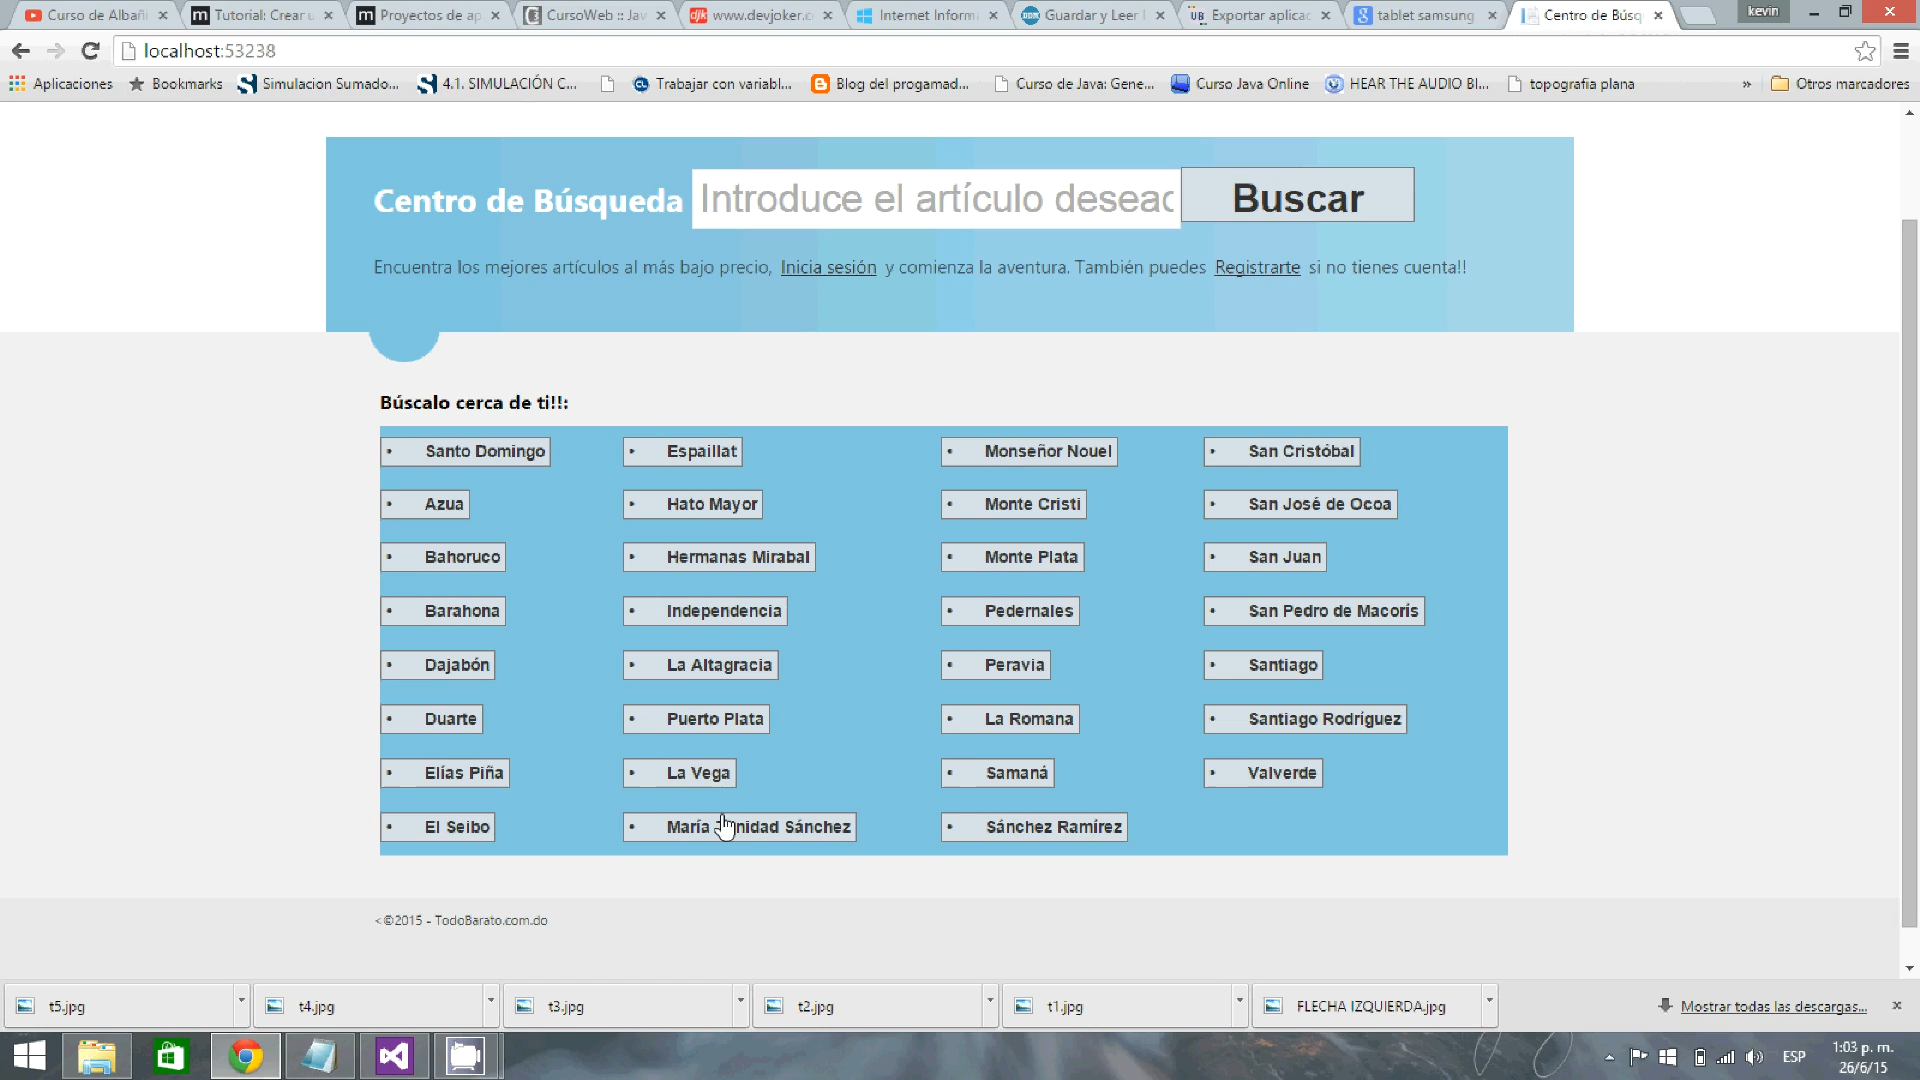 Curso de Albañi
Tutorial: Crear u
Proyectos de ap
CursoWeb :: Jav
www.devjoker.c
Internet Inform
Guardar y Leer
Exportar aplicac
tablet samsung
Centro de Búsq
kevin
localhost:53238
Aplicaciones
Bookmarks
Simulacion Sumado...
4.1. SIMULACIÓN C...
Trabajar con variabl...
Blog del progamad...
Curso de Java: Gene...
Curso Java Online
HEAR THE AUDIO BI...
topografia plana
»
Otros marcadores
Centro de Búsqueda
Introduce el artículo deseac
Buscar
Encuentra los mejores artículos al más bajo precio, Inicia sesión y comienza la aventura. También puedes Registrarte si no tienes cuenta!!
Búscalo cerca de ti!!:
• Santo Domingo • Espaillat • Monseñor Nouel • San Cristóbal
• Azua • Hato Mayor • Monte Cristi • San José de Ocoa
• Bahoruco • Hermanas Mirabal • Monte Plata • San Juan
• Barahona • Independencia • Pedernales • San Pedro de Macorís
• Dajabón • La Altagracia • Peravia • Santiago
• Duarte • Puerto Plata • La Romana • Santiago Rodríguez
• Elías Piña • La Vega • Samaná • Valverde
• El Seibo • María Trinidad Sánchez • Sánchez Ramírez
<©2015 - TodoBarato.com.do
t5.jpg
t4.jpg
t3.jpg
t2.jpg
t1.jpg
FLECHA IZQUIERDA.jpg
Mostrar todas las descargas...
ESP
1:03 p. m.
26/6/15